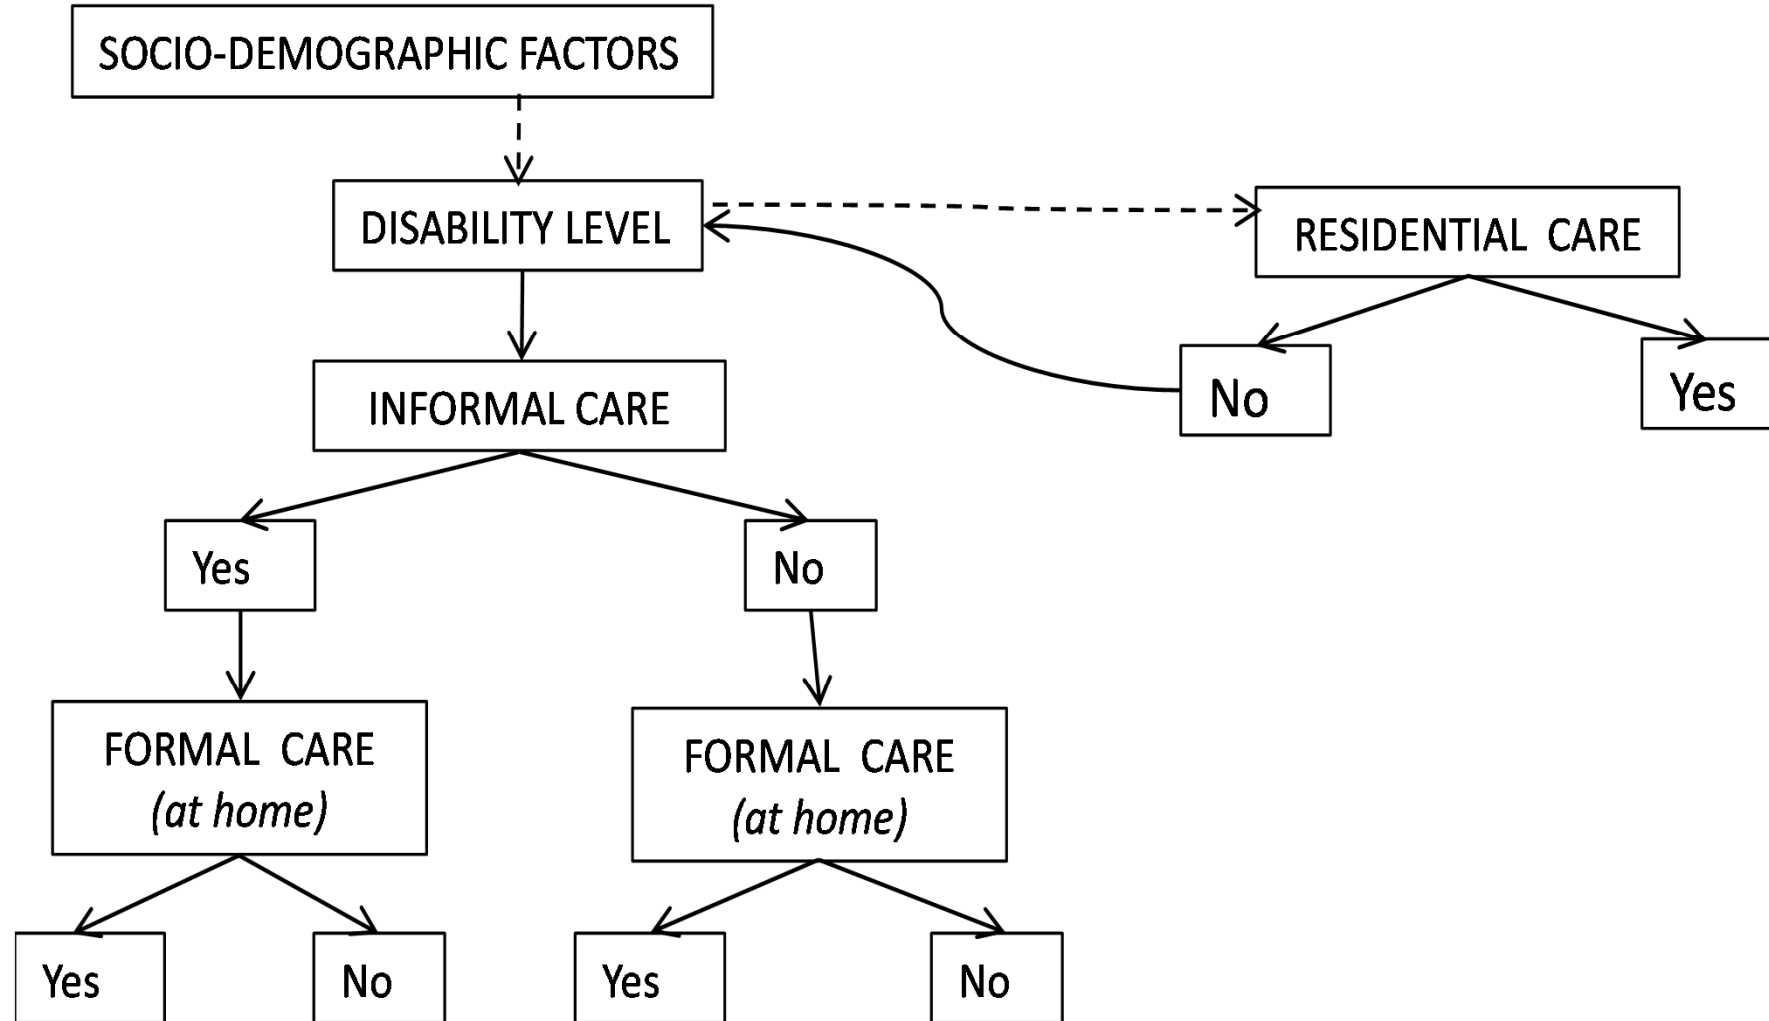 SOCIO-DEMOGRAPHIC FACTORS
DISABILITY LEVEL
RESIDENTIAL CARE
No
Yes
INFORMAL CARE
Yes
No
FORMAL CARE
(at home)
FORMAL CARE
(at home)
Yes
No
Yes
No